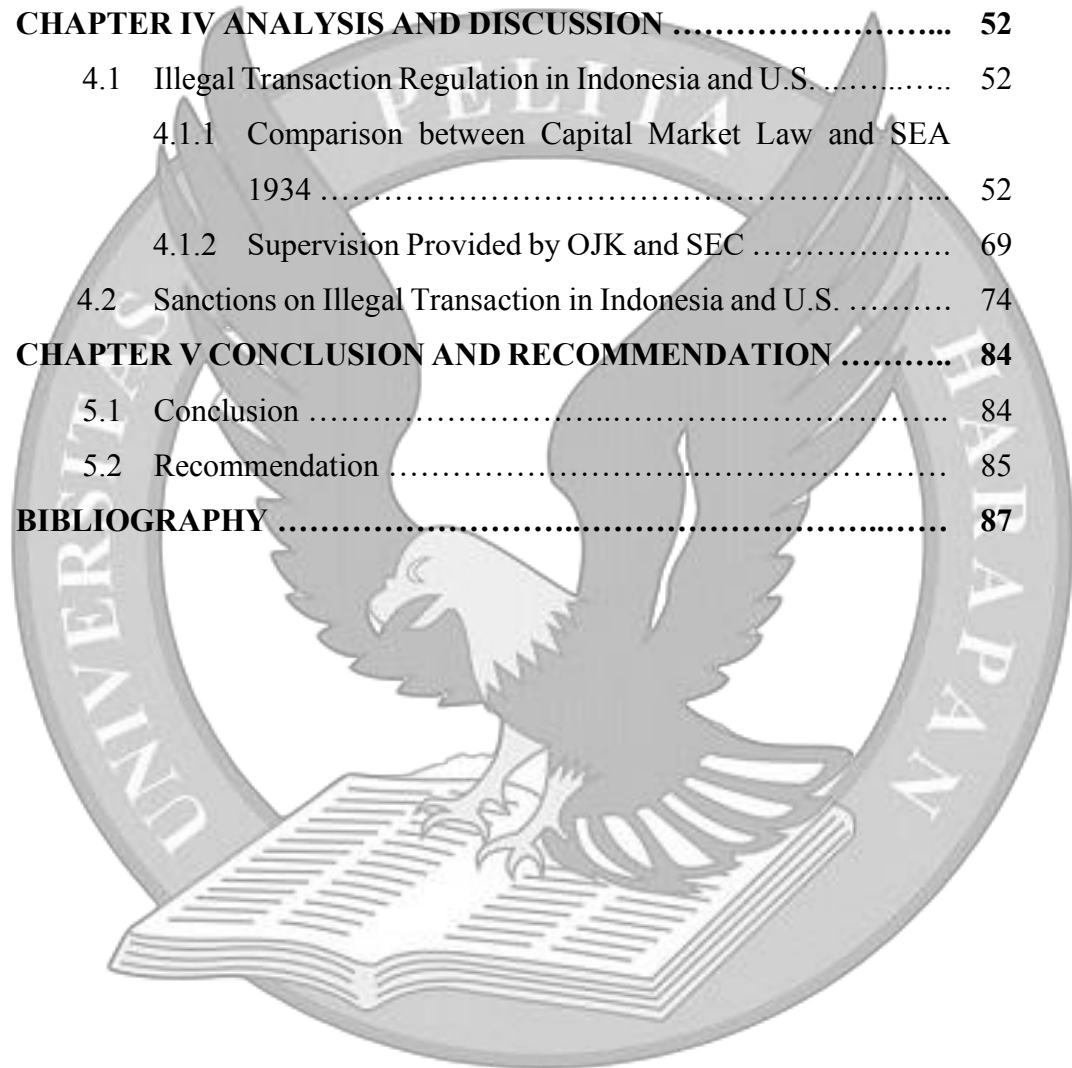 CHAPTER IV ANALYSIS AND DISCUSSION ……………………... 52
4.1 Illegal Transaction Regulation in Indonesia and U.S. ...…...….. 52
4.1.1 Comparison between Capital Market Law and SEA
1934 ………………………………………………... 52
4.1.2 Supervision Provided by OJK and SEC ………………. 69
4.2 Sanctions on Illegal Transaction in Indonesia and U.S. ………. 74
CHAPTER V CONCLUSION AND RECOMMENDATION ……….. 84
5.1 Conclusion ………………………….…………………………….. 84
5.2 Recommendation …………………………..…………………… 85
BIBLIOGRAPHY ………………………..………………………..…… 87
UNIVERSITAS PELITA HARAPAN